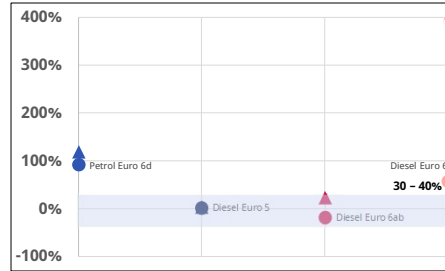 400%
300%
200%
100%
Petrol Euro 6d
Diesel Euro 6
30 – 40%
0%
Diesel Euro 5
Diesel Euro 6ab
-100%